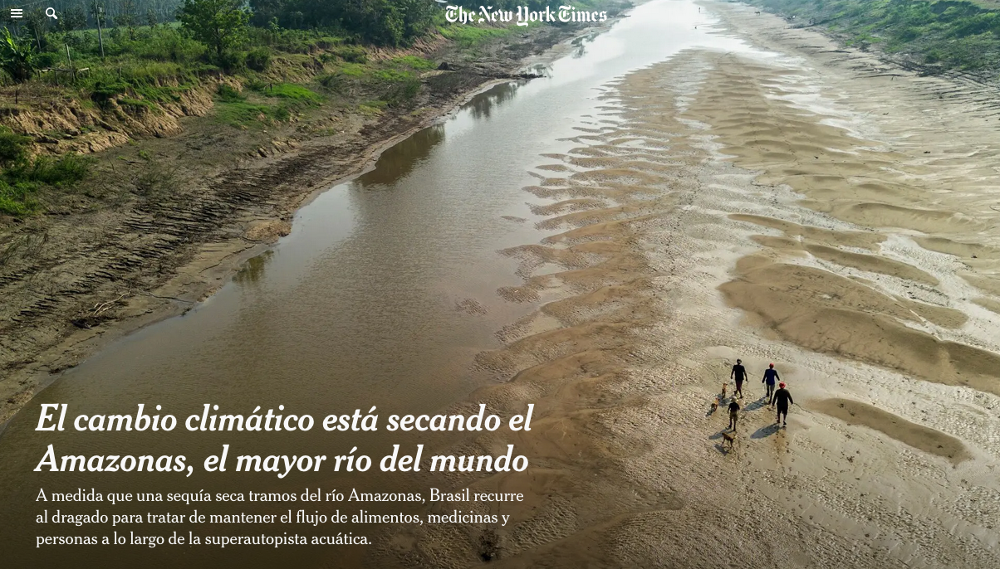 The New York Times
El cambio climático está secando el
Amazonas, el mayor río del mundo
A medida que una sequía seca tramos del río Amazonas, Brasil recurre
al dragado para tratar de mantener el flujo de alimentos, medicinas y
personas a lo largo de la superautopista acuática.